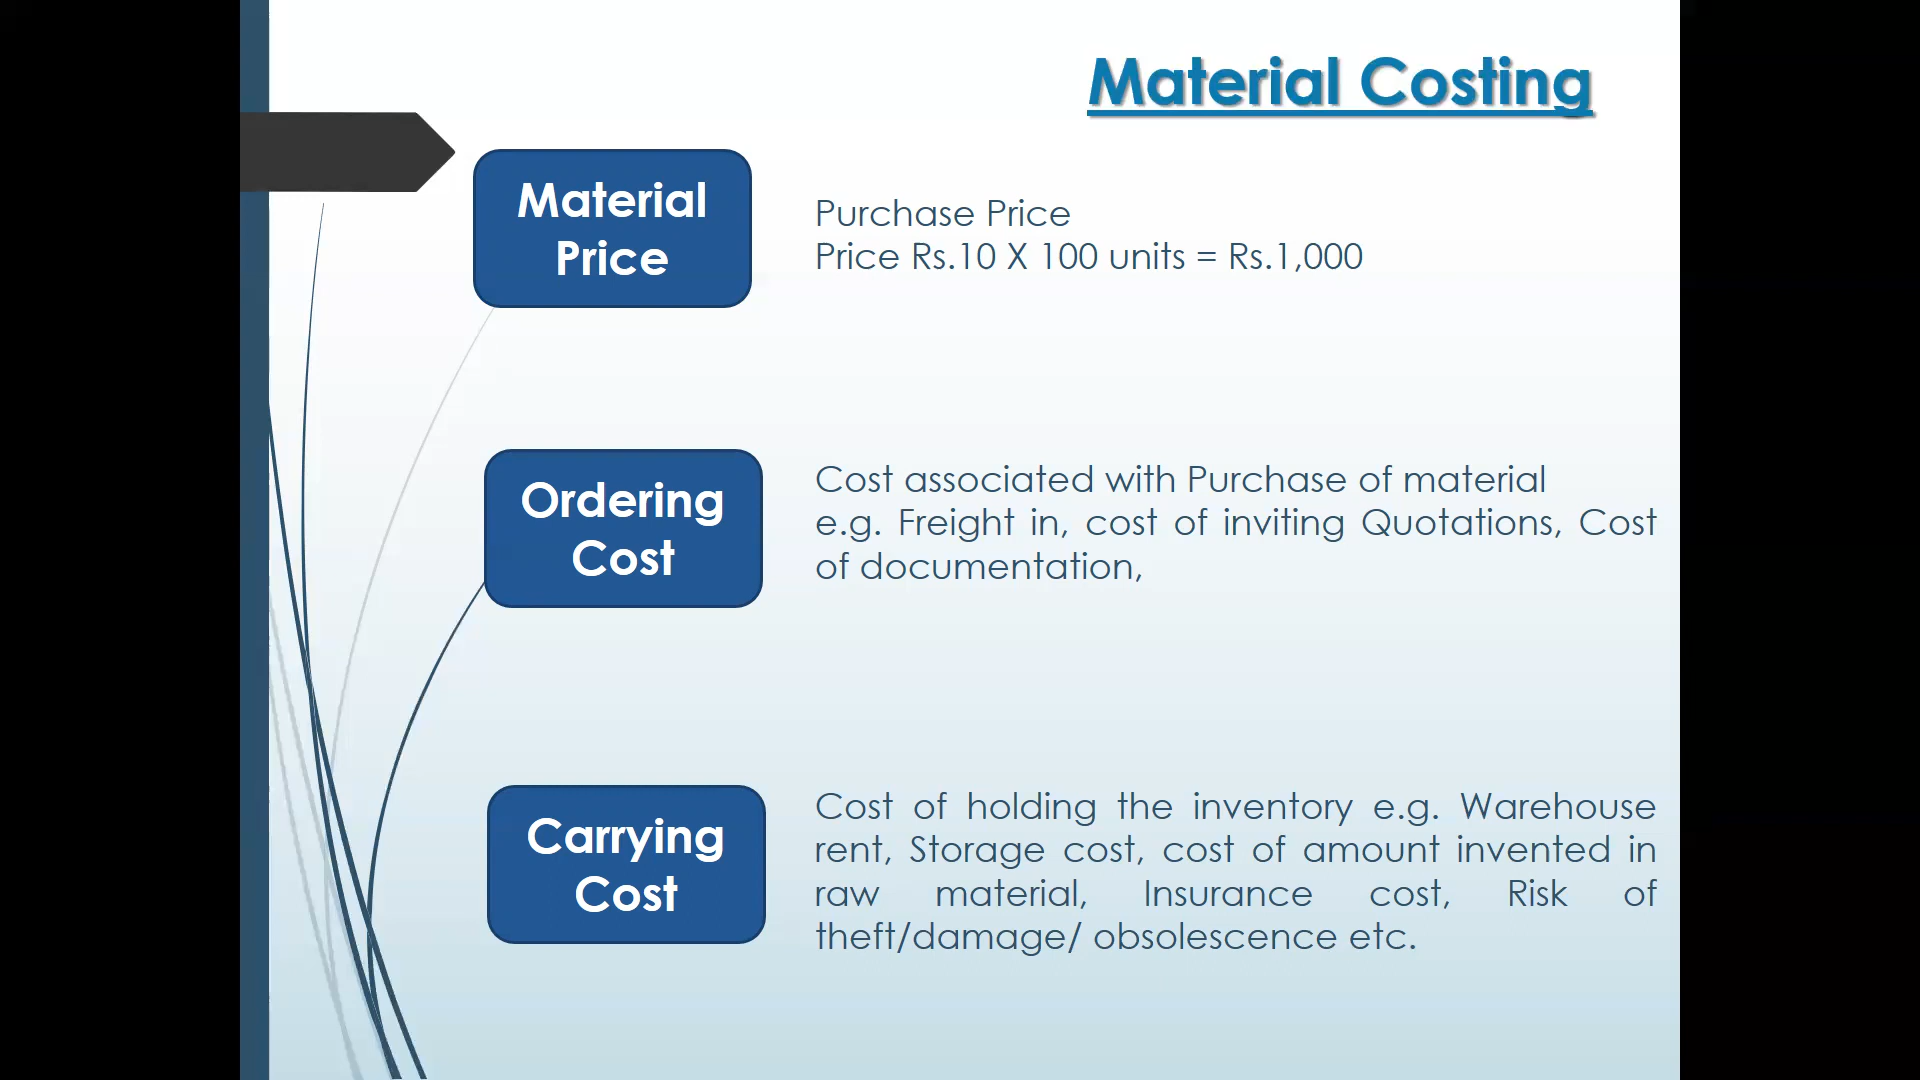 Material Costing
Material
Price
Purchase Price
Price Rs.10 X 100 units = Rs.1,000
Ordering
Cost
Cost associated with Purchase of material
e.g. Freight in, cost of inviting Quotations, Cost
of documentation,
Carrying
Cost
Cost of holding the inventory e.g. Warehouse
rent, Storage cost, cost of amount invented in
raw material, Insurance cost, Risk of
theft/damage/ obsolescence etc.